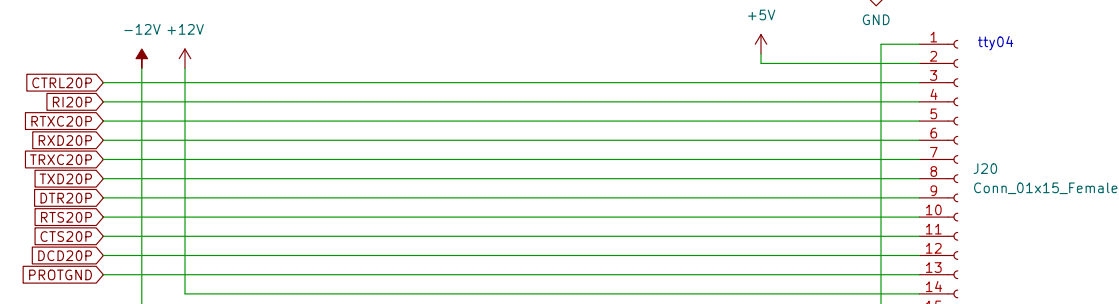 +5V
GND
-12V +12V
1 tty04
2
CTRL20P 3
RI20P 4
RTXC20P 5
RXD20P 6
TRXC20P 7
J20
TXD20P 8
Conn_01x15_Female
DTR20P 9
RTS20P 10
CTS20P 11
DCD20P 12
PROTGND 13
14